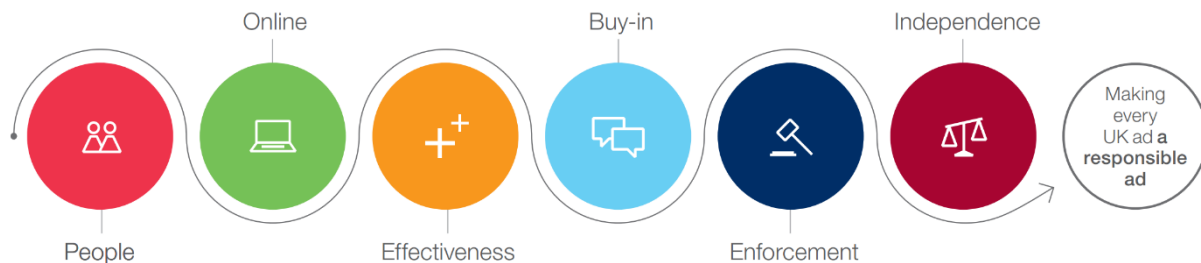 People
Online
Effectiveness
Buy-in
Enforcement
Independence
Making
every
UK ad a
responsible
ad